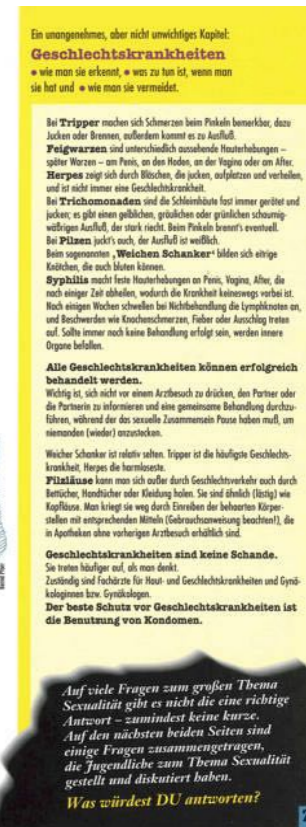 Ein unangenehmes, aber nicht unwichtiges Kapitel:
Geschlechtskrankheiten
• wie man sie erkennt, • was zu tun ist, wenn man
sie hat und • wie man sie vermeidet.
Bei Tripper machen sich Schmerzen beim Pinkeln bemerkbar, dazu
Jucken oder Brennen, außerdem kommt es zu Ausfluß.
Feigwarzen sind unterschiedlich aussehende Hauterhebungen –
später Warzen – am Penis, an den Hoden, an der Vagina oder am After.
Herpes zeigt sich durch Bläschen, die jucken, aufplatzen und verheilen,
und ist nicht immer eine Geschlechtskrankheit.
Bei Trichomonaden sind die Schleimhäute fast immer gerötet und
jucken; es gibt einen gelblichen, gräulichen oder grünlichen schaumig-
wäßrigen Ausfluß, der stark riecht. Beim Pinkeln brennt's eventuell.
Bei Pilzen juckt's auch, der Ausfluß ist weißlich.
Beim sogenannten „Weichen Schanker“ bilden sich eitrige
Knötchen, die auch bluten können.
Syphilis macht feste Hauterhebungen an Penis, Vagina, After, die
nach einiger Zeit abheilen, wodurch die Krankheit keineswegs vorbei ist.
Nach einigen Wochen schwellen bei Nichtbehandlung die Lymphknoten an,
und Beschwerden wie Knochenschmerzen, Fieber oder Ausschlag treten
auf. Sollte immer noch keine Behandlung erfolgt sein, werden innere
Organe befallen.
Alle Geschlechtskrankheiten können erfolgreich
behandelt werden.
Wichtig ist, sich nicht vor einem Arztbesuch zu drücken, den Partner oder
die Partnerin zu informieren und eine gemeinsame Behandlung durchzu-
führen, während der das sexuelle Zusammensein Pause haben muß, um
niemanden (wieder) anzustecken.
Weicher Schanker ist relativ selten. Tripper ist die häufigste Geschlechts-
krankheit, Herpes die harmloseste.
Filzläuse kann man sich außer durch Geschlechtsverkehr auch durch
Bettücher, Handtücher oder Kleidung holen. Sie sind ähnlich (lästig) wie
Kopfläuse. Man kriegt sie weg durch Einreiben der behaarten Körper-
stellen mit entsprechenden Mitteln (Gebrauchsanweisung beachten!), die
in Apotheken ohne vorherigen Arztbesuch erhältlich sind.
Geschlechtskrankheiten sind keine Schande.
Sie treten häufiger auf, als man denkt.
Zuständig sind Fachärzte für Haut- und Geschlechtskrankheiten und Gynä-
kologinnen bzw. Gynäkologen.
Der beste Schutz vor Geschlechtskrankheiten ist
die Benutzung von Kondomen.
Auf viele Fragen zum großen Thema
Sexualität gibt es nicht die eine richtige
Antwort – zumindest keine kurze.
Auf den nächsten beiden Seiten sind
einige Fragen zusammengetragen,
die Jugendliche zum Thema Sexualität
gestellt und diskutiert haben.
Was würdest DU antworten?